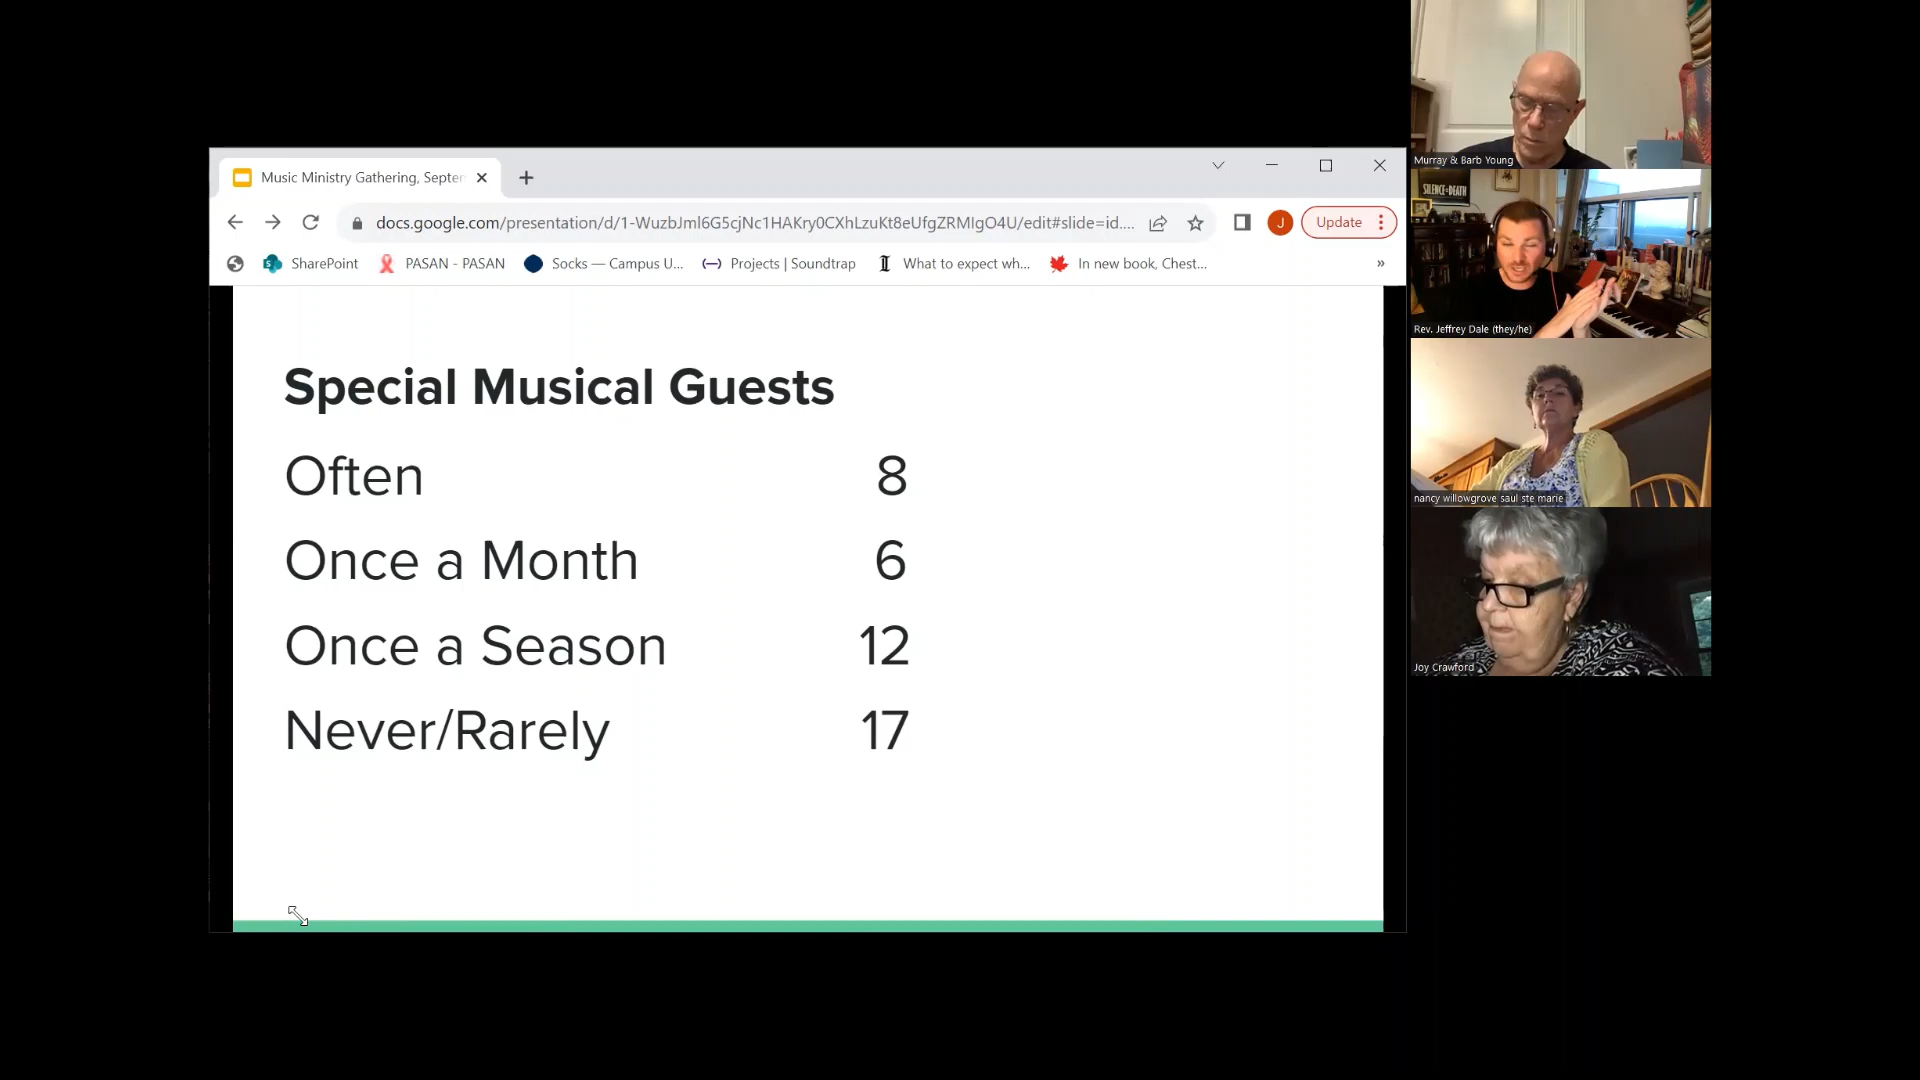 Music Ministry Gathering, Septer
docs.google.com/presentation/d/1-WuzbJml6G5cjNc1HAKry0CXhLzuKt8eUfgZRMIgO4U/edit#slide=id....
J
Update
SharePoint
PASAN - PASAN
Socks — Campus U...
Projects | Soundtrap
What to expect wh...
In new book, Chest...
»
Special Musical Guests
Often 8
Once a Month 6
Once a Season 12
Never/Rarely 17
Murray & Barb Young
SILENCE=DEATH
Rev. Jeffrey Dale (they/he)
nancy willowgrove saul ste marie
Joy Crawford